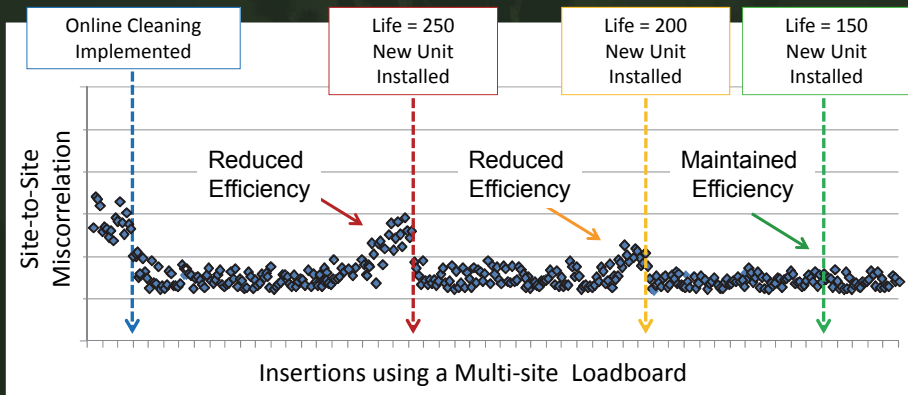 Online Cleaning
Implemented
Life = 250
New Unit
Installed
Life = 200
New Unit
Installed
Life = 150
New Unit
Installed
Reduced
Efficiency
Reduced
Efficiency
Maintained
Efficiency
Site-to-Site
Miscorrelation
Insertions using a Multi-site Loadboard